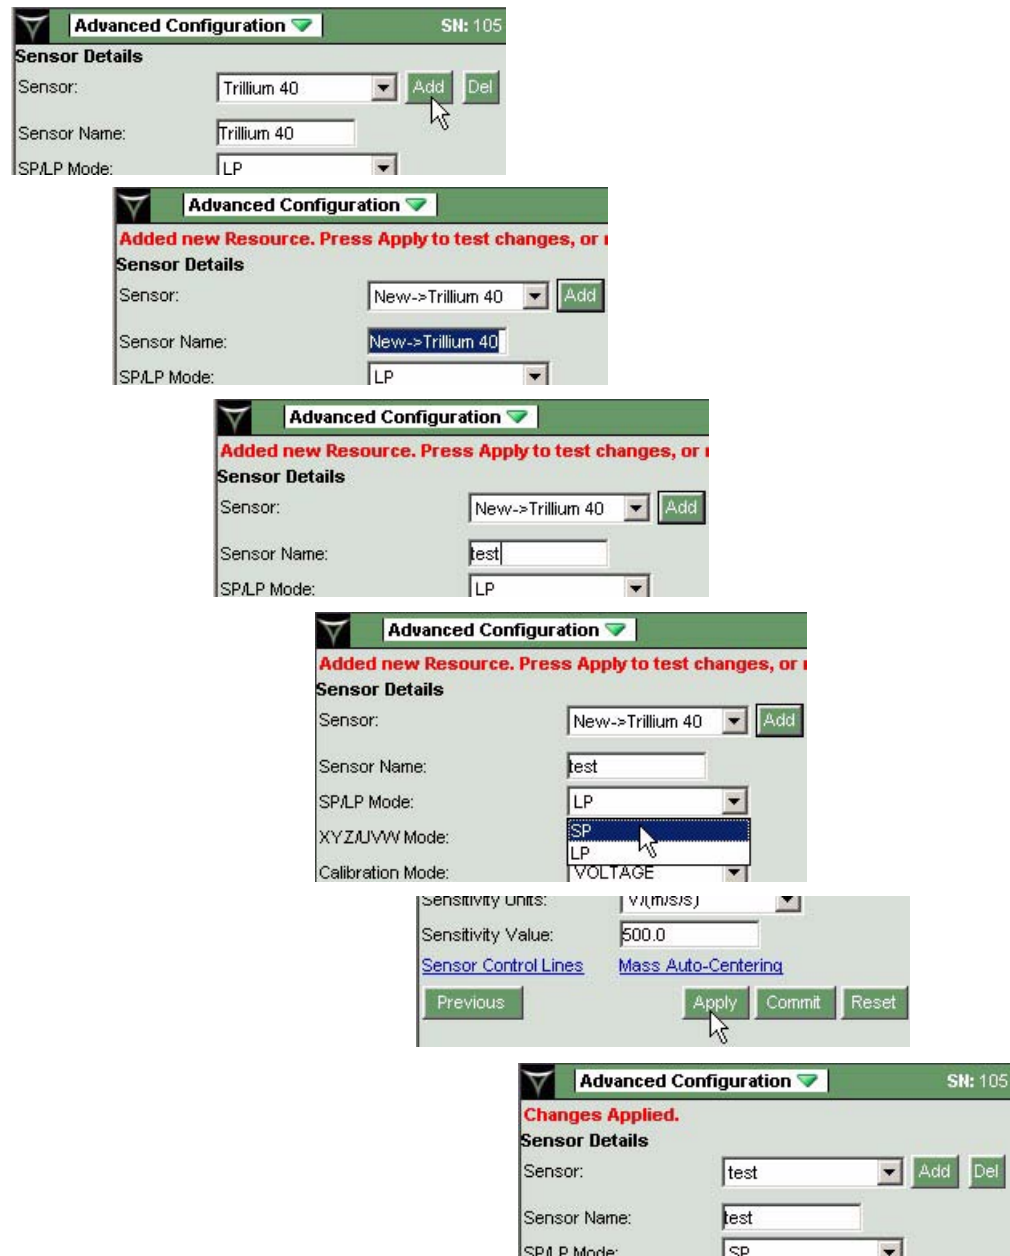 Advanced Configuration SN: 105
Sensor Details
Sensor: Trillium 40 Add Del
Sensor Name: Trillium 40
SP/LP Mode: LP
Advanced Configuration
Added new Resource. Press Apply to test changes, or
Sensor Details
Sensor: New->Trillium 40 Add
Sensor Name: New->Trillium 40
SP/LP Mode: LP
Advanced Configuration
Added new Resource. Press Apply to test changes, or
Sensor Details
Sensor: New->Trillium 40 Add
Sensor Name: test
SP/LP Mode: LP
Advanced Configuration
Added new Resource. Press Apply to test changes, or
Sensor Details
Sensor: New->Trillium 40 Add
Sensor Name: test
SP/LP Mode: LP
SP
XYZ/UVW Mode:
LP
Calibration Mode: VOLTAGE
Sensitivity Units: V/(m/s/s)
Sensitivity Value: 500.0
Sensor Control Lines Mass Auto-Centering
Previous Apply Commit Reset
Advanced Configuration SN: 105
Changes Applied.
Sensor Details
Sensor: test Add Del
Sensor Name: test
SP/LP Mode: SP